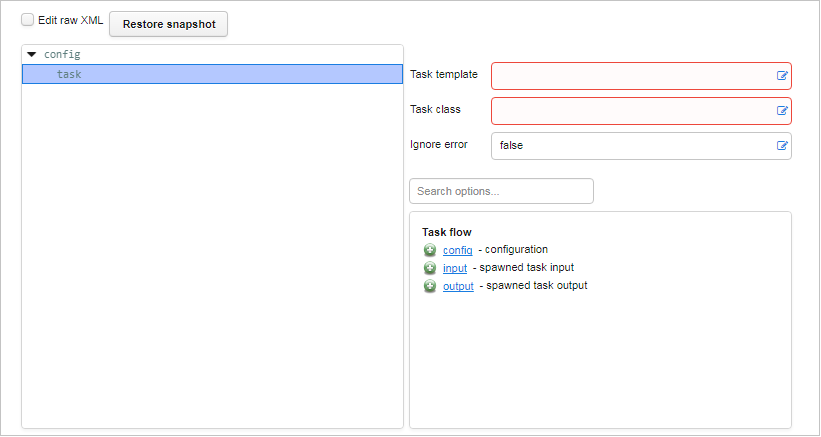 Edit raw XML
Restore snapshot
config
task
Task template
Task class
Ignore error
false
Search options...
Task flow
config - configuration
input - spawned task input
output - spawned task output